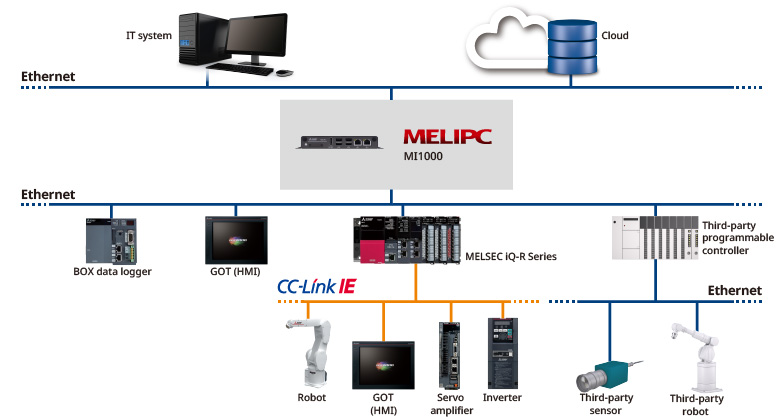 IT system
Cloud
Ethernet
MELIPC
MI1000
Ethernet
BOX data logger
GOT (HMI)
MELSEC iQ-R Series
Third-party
programmable
controller
CC-Link IE
Ethernet
Robot
GOT
(HMI)
Servo
amplifier
Inverter
Third-party
sensor
Third-party
robot